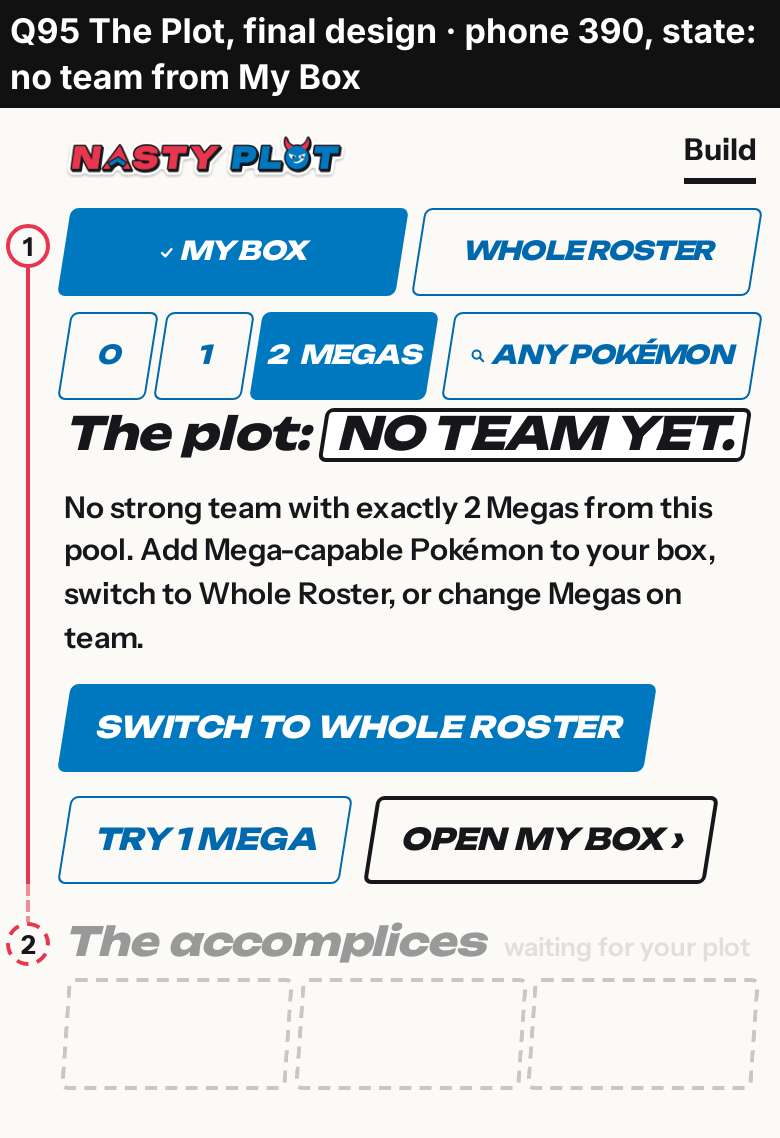 Q95 The Plot, final design · phone 390, state:
no team from My Box
NASTY PLOT
Build
1
✓ MY BOX
WHOLE ROSTER
0
1
2 MEGAS
ANY POKÉMON
The plot: NO TEAM YET.
No strong team with exactly 2 Megas from this
pool. Add Mega-capable Pokémon to your box,
switch to Whole Roster, or change Megas on
team.
SWITCH TO WHOLE ROSTER
TRY 1 MEGA
OPEN MY BOX ›
2
The accomplices waiting for your plot